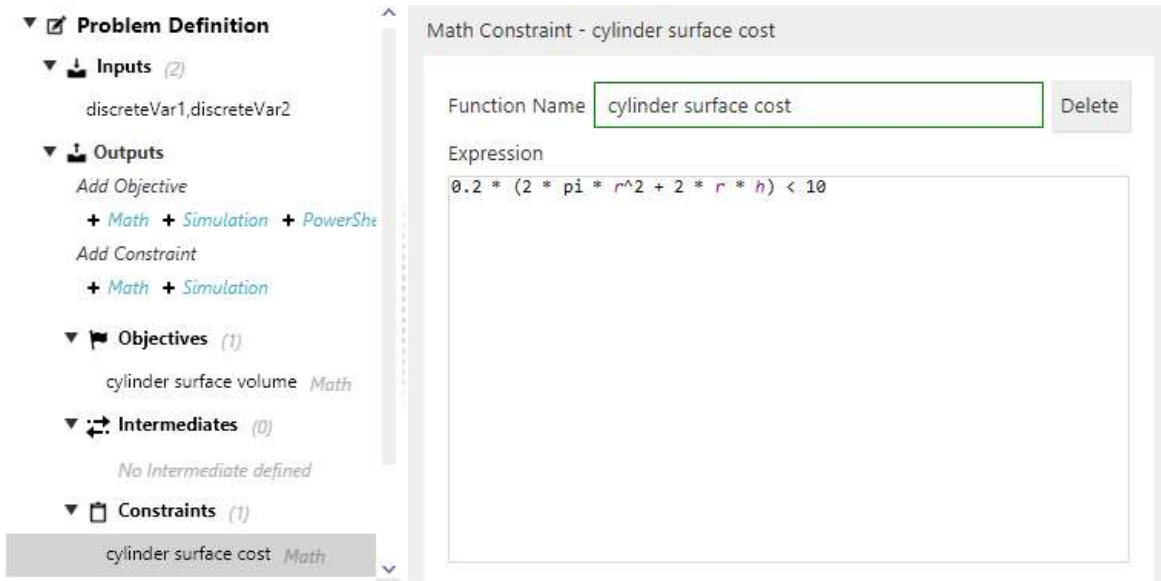 Problem Definition
Inputs (2)
discreteVar1,discreteVar2
Outputs
Add Objective
+ Math + Simulation + PowerShe
Add Constraint
+ Math + Simulation
Objectives (1)
cylinder surface volume Math
Intermediates (0)
No Intermediate defined
Constraints (1)
cylinder surface cost Math
Math Constraint - cylinder surface cost
Function Name cylinder surface cost Delete
Expression
0.2 * (2 * pi * r^2 + 2 * r * h) < 10